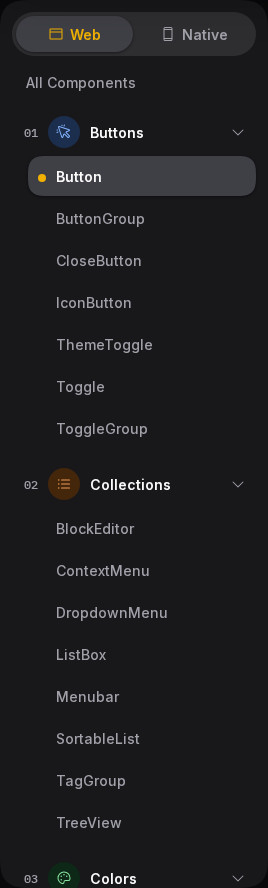 Web
Native
All Components
01 Buttons
Button
ButtonGroup
CloseButton
IconButton
ThemeToggle
Toggle
ToggleGroup
02 Collections
BlockEditor
ContextMenu
DropdownMenu
ListBox
Menubar
SortableList
TagGroup
TreeView
03 Colors